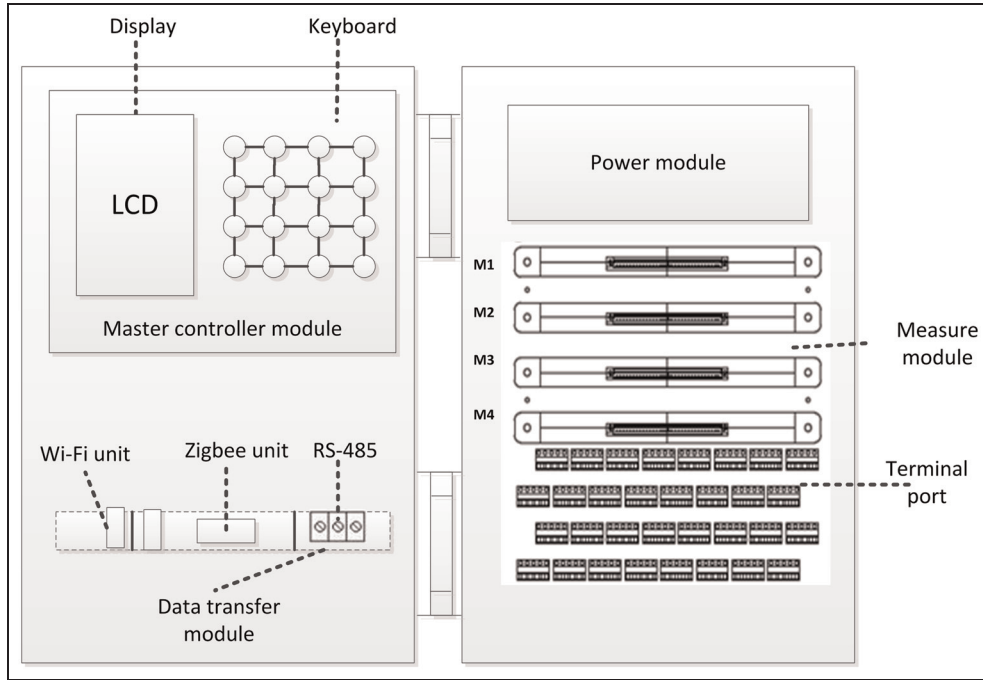 Display
Keyboard
LCD
Master controller module
Wi-Fi unit
Zigbee unit
RS-485
Data transfer
module
Power module
M1
M2
M3
M4
Measure
module
Terminal
port